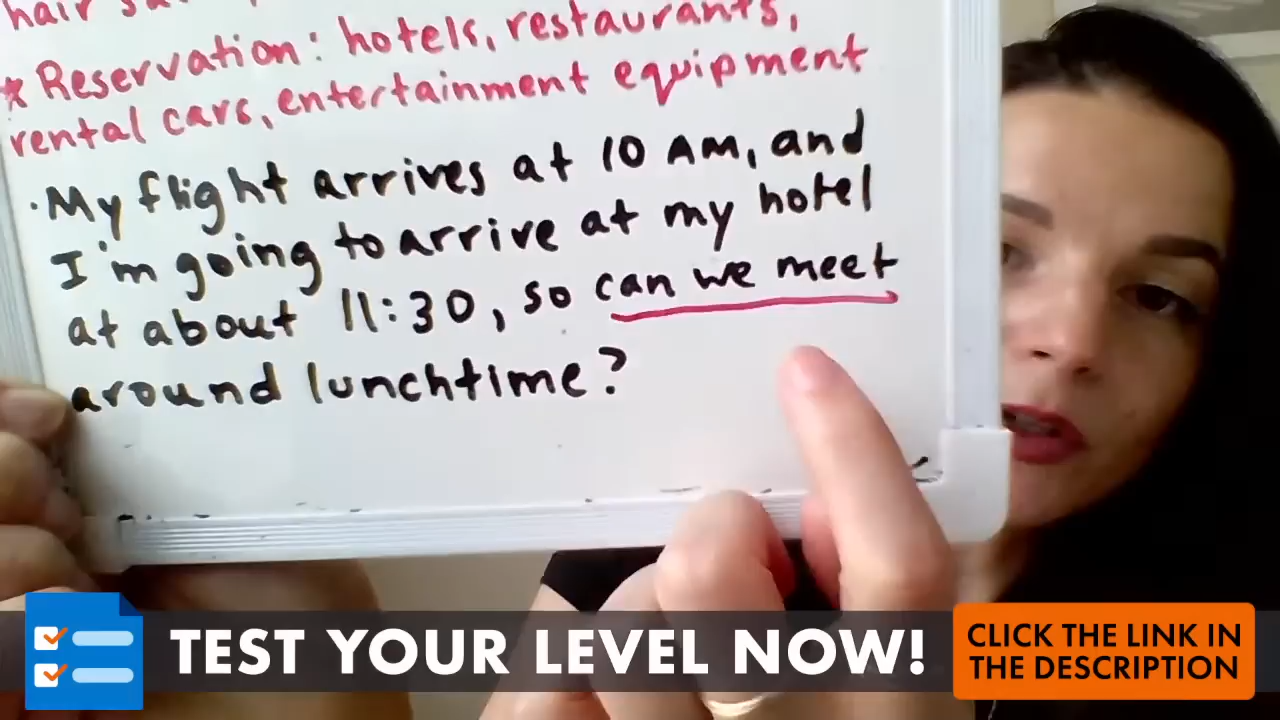 hair
* Reservation: hotels, restaurants,
rental cars, entertainment equipment
· My flight arrives at 10 AM, and
I'm going to arrive at my hotel
at about 11:30, so can we meet
around lunchtime?
TEST YOUR LEVEL NOW!
CLICK THE LINK IN
THE DESCRIPTION